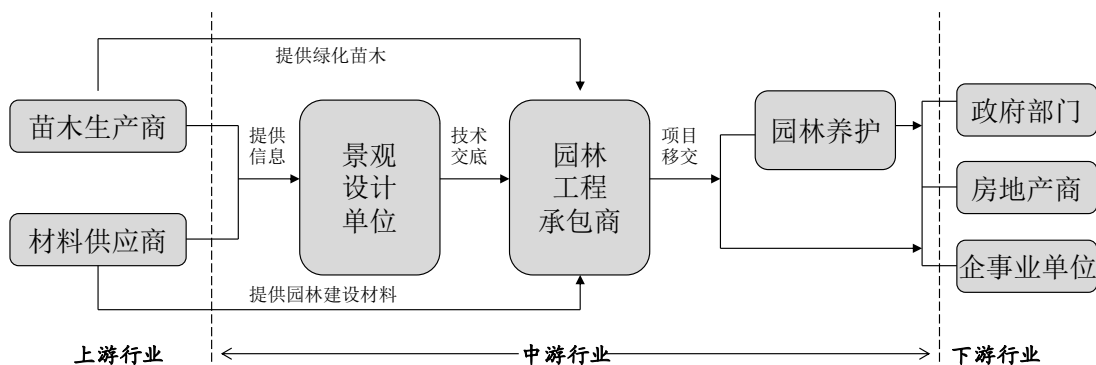 提供绿化苗木
苗木生产商
材料供应商
提供
信息
景观
设计
单位
技术
交底
园林
工程
承包商
项目
移交
园林养护
政府部门
房地产商
企事业单位
提供园林建设材料
上游行业
中游行业
下游行业